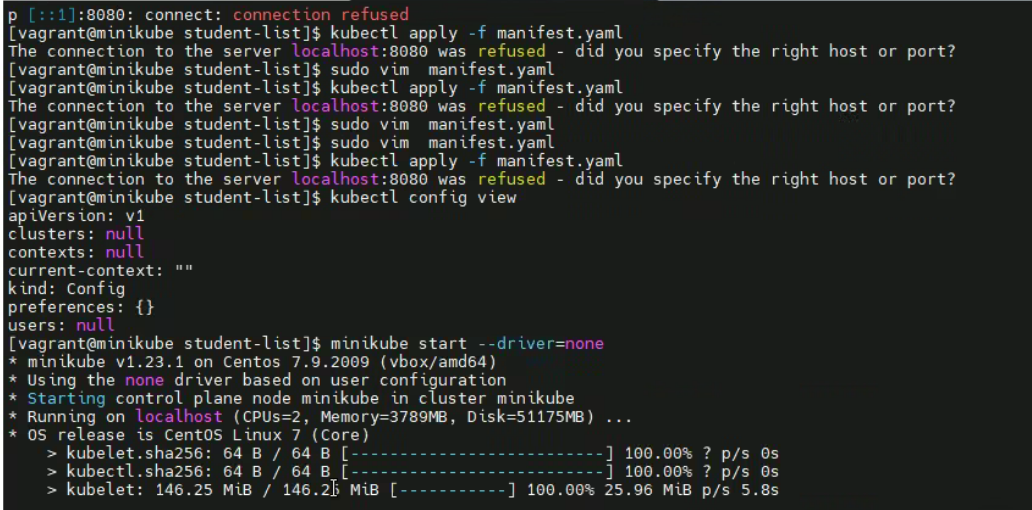 p [::1]:8080: connect: connection refused
[vagrant@minikube student-list]$ kubectl apply -f manifest.yaml
The connection to the server localhost:8080 was refused - did you specify the right host or port?
[vagrant@minikube student-list]$ sudo vim  manifest.yaml
[vagrant@minikube student-list]$ kubectl apply -f manifest.yaml
The connection to the server localhost:8080 was refused - did you specify the right host or port?
[vagrant@minikube student-list]$ sudo vim  manifest.yaml
[vagrant@minikube student-list]$ sudo vim  manifest.yaml
[vagrant@minikube student-list]$ kubectl apply -f manifest.yaml
The connection to the server localhost:8080 was refused - did you specify the right host or port?
[vagrant@minikube student-list]$ kubectl config view
apiVersion: v1
clusters: null
contexts: null
current-context: ""
kind: Config
preferences: {}
users: null
[vagrant@minikube student-list]$ minikube start --driver=none
* minikube v1.23.1 on Centos 7.9.2009 (vbox/amd64)
* Using the none driver based on user configuration
* Starting control plane node minikube in cluster minikube
* Running on localhost (CPUs=2, Memory=3789MB, Disk=51175MB) ...
* OS release is CentOS Linux 7 (Core)
    > kubelet.sha256: 64 B / 64 B [--------------------------] 100.00% ? p/s 0s
    > kubectl.sha256: 64 B / 64 B [--------------------------] 100.00% ? p/s 0s
    > kubelet: 146.25 MiB / 146.25 MiB [-----------] 100.00% 25.96 MiB p/s 5.8s